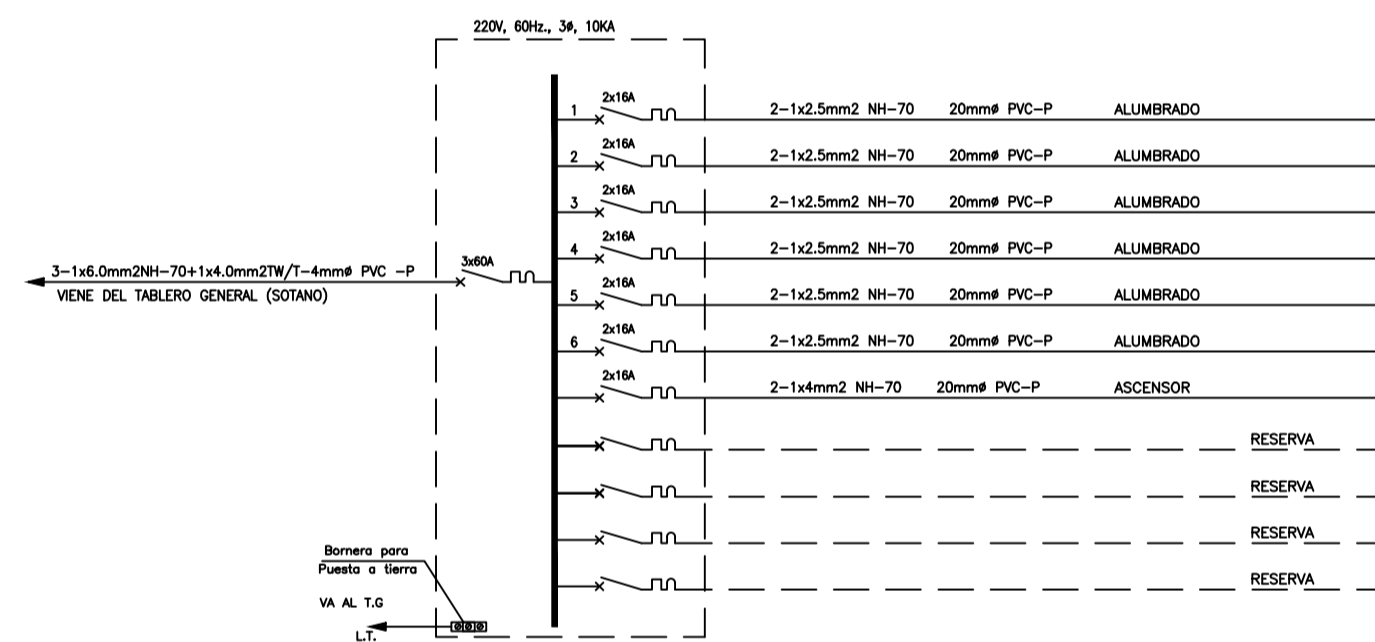 220V, 60Hz., 3ø, 10KA
1 2x16A 2-1x2.5mm2 NH-70 20mmø PVC-P ALUMBRADO
2 2x16A 2-1x2.5mm2 NH-70 20mmø PVC-P ALUMBRADO
3 2x16A 2-1x2.5mm2 NH-70 20mmø PVC-P ALUMBRADO
4 2x16A 2-1x2.5mm2 NH-70 20mmø PVC-P ALUMBRADO
3-1x6.0mm2NH-70+1x4.0mm2TW/T-4mmø PVC -P 3x60A
VIENE DEL TABLERO GENERAL (SOTANO)
5 2x16A 2-1x2.5mm2 NH-70 20mmø PVC-P ALUMBRADO
6 2x16A 2-1x2.5mm2 NH-70 20mmø PVC-P ALUMBRADO
2x16A 2-1x4mm2 NH-70 20mmø PVC-P ASCENSOR
RESERVA
RESERVA
RESERVA
RESERVA
Bornera para
Puesta a tierra
VA AL T.G
L.T.